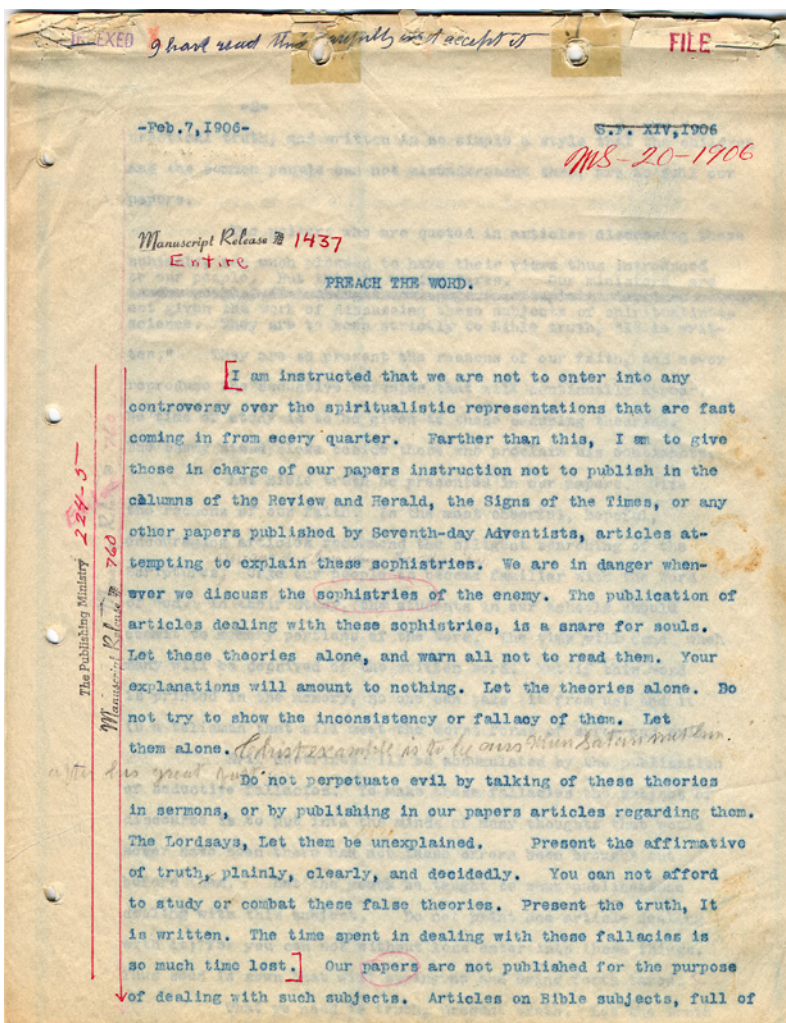 INDEXED I have read this carefully and accept it FILE
-Feb.7,1906- S.F. XIV,1906
MS-20-1906
Manuscript Release # 1437
Entire
PREACH THE WORD.
[I am instructed that we are not to enter into any
controversy over the spiritualistic representations that are fast
coming in from ecery quarter. Farther than this, I am to give
those in charge of our papers instruction not to publish in the
columns of the Review and Herald, the Signs of the Times, or any
other papers published by Seventh-day Adventists, articles at-
tempting to explain these sophistries. We are in danger when-
ever we discuss the sophistries of the enemy. The publication of
articles dealing with these sophistries, is a snare for souls.
Let these theories alone, and warn all not to read them. Your
explanations will amount to nothing. Let the theories alone. Do
not try to show the inconsistency or fallacy of them. Let
them alone. Christ example is to be ours when Satan met him
after his great fast.
Do not perpetuate evil by talking of these theories
in sermons, or by publishing in our papers articles regarding them.
The Lordsays, Let them be unexplained. Present the affirmative
of truth, plainly, clearly, and decidedly. You can not afford
to study or combat these false theories. Present the truth, It
is written. The time spent in dealing with these fallacies is
so much time lost.] Our papers are not published for the purpose
of dealing with such subjects. Articles on Bible subjects, full of
The Publishing Ministry 224-5
Manuscript Release # 760